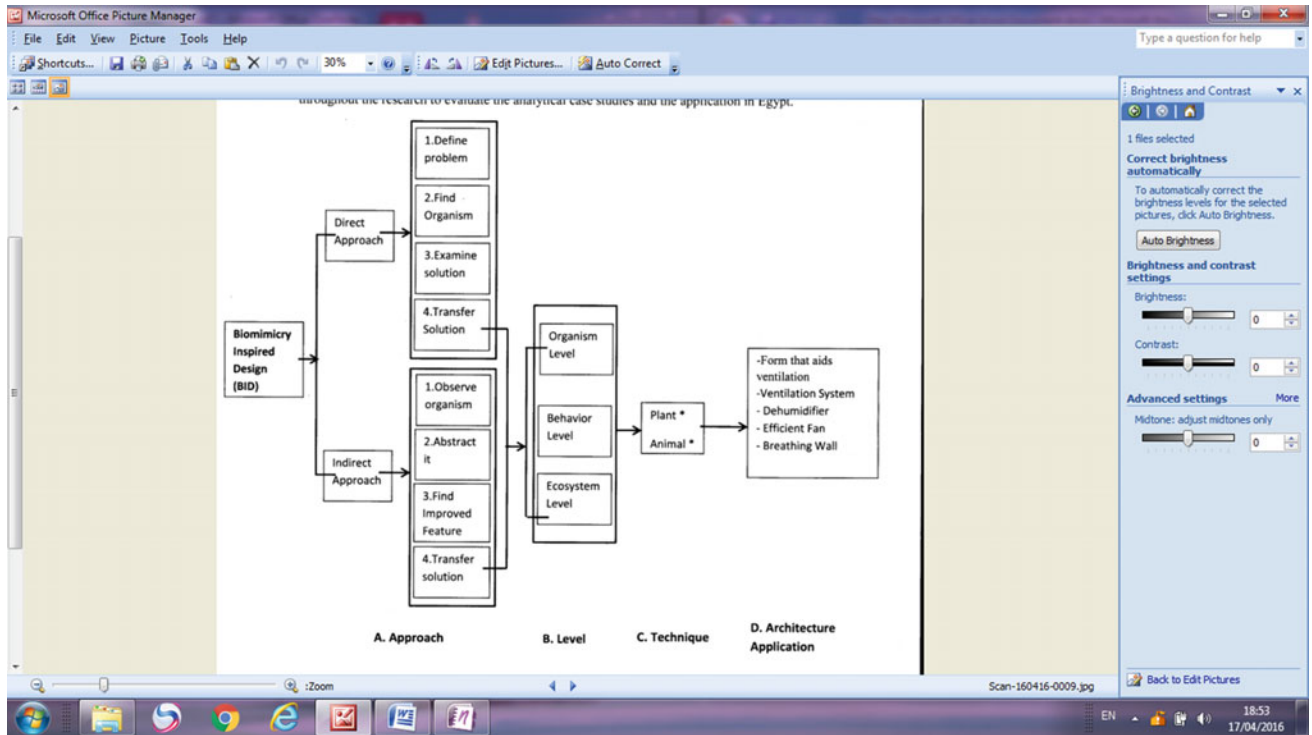 Microsoft Office Picture Manager
File Edit View Picture Tools Help
Type a question for help
Shortcuts... 30% Edit Pictures... Auto Correct
throughout the research to evaluate the analytical case studies and the application in Egypt.
Biomimicry
Inspired
Design
(BID)
Direct
Approach
Indirect
Approach
1.Define
problem
2.Find
Organism
3.Examine
solution
4.Transfer
Solution
1.Observe
organism
2.Abstract
it
3.Find
Improved
Feature
4.Transfer
solution
Organism
Level
Behavior
Level
Ecosystem
Level
Plant *
Animal *
-Form that aids
ventilation
-Ventilation System
- Dehumidifier
- Efficient Fan
- Breathing Wall
A. Approach
B. Level
C. Technique
D. Architecture
Application
Brightness and Contrast
1 files selected
Correct brightness
automatically
To automatically correct the
brightness levels for the selected
pictures, click Auto Brightness.
Auto Brightness
Brightness and contrast
settings
Brightness:
0
Contrast:
0
Advanced settings More
Midtone: adjust midtones only
0
Back to Edit Pictures
:Zoom
Scan-160416-0009.jpg
EN
18:53
17/04/2016